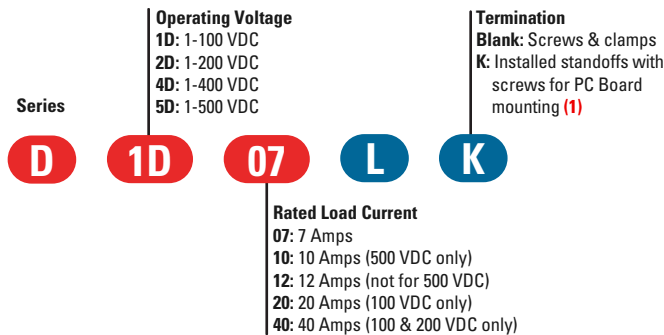 Operating Voltage
1D: 1-100 VDC
2D: 1-200 VDC
4D: 1-400 VDC
5D: 1-500 VDC
Termination
Blank: Screws & clamps
K: Installed standoffs with
screws for PC Board
mounting (1)
Series
D 1D 07 L K
Rated Load Current
07: 7 Amps
10: 10 Amps (500 VDC only)
12: 12 Amps (not for 500 VDC)
20: 20 Amps (100 VDC only)
40: 40 Amps (100 & 200 VDC only)